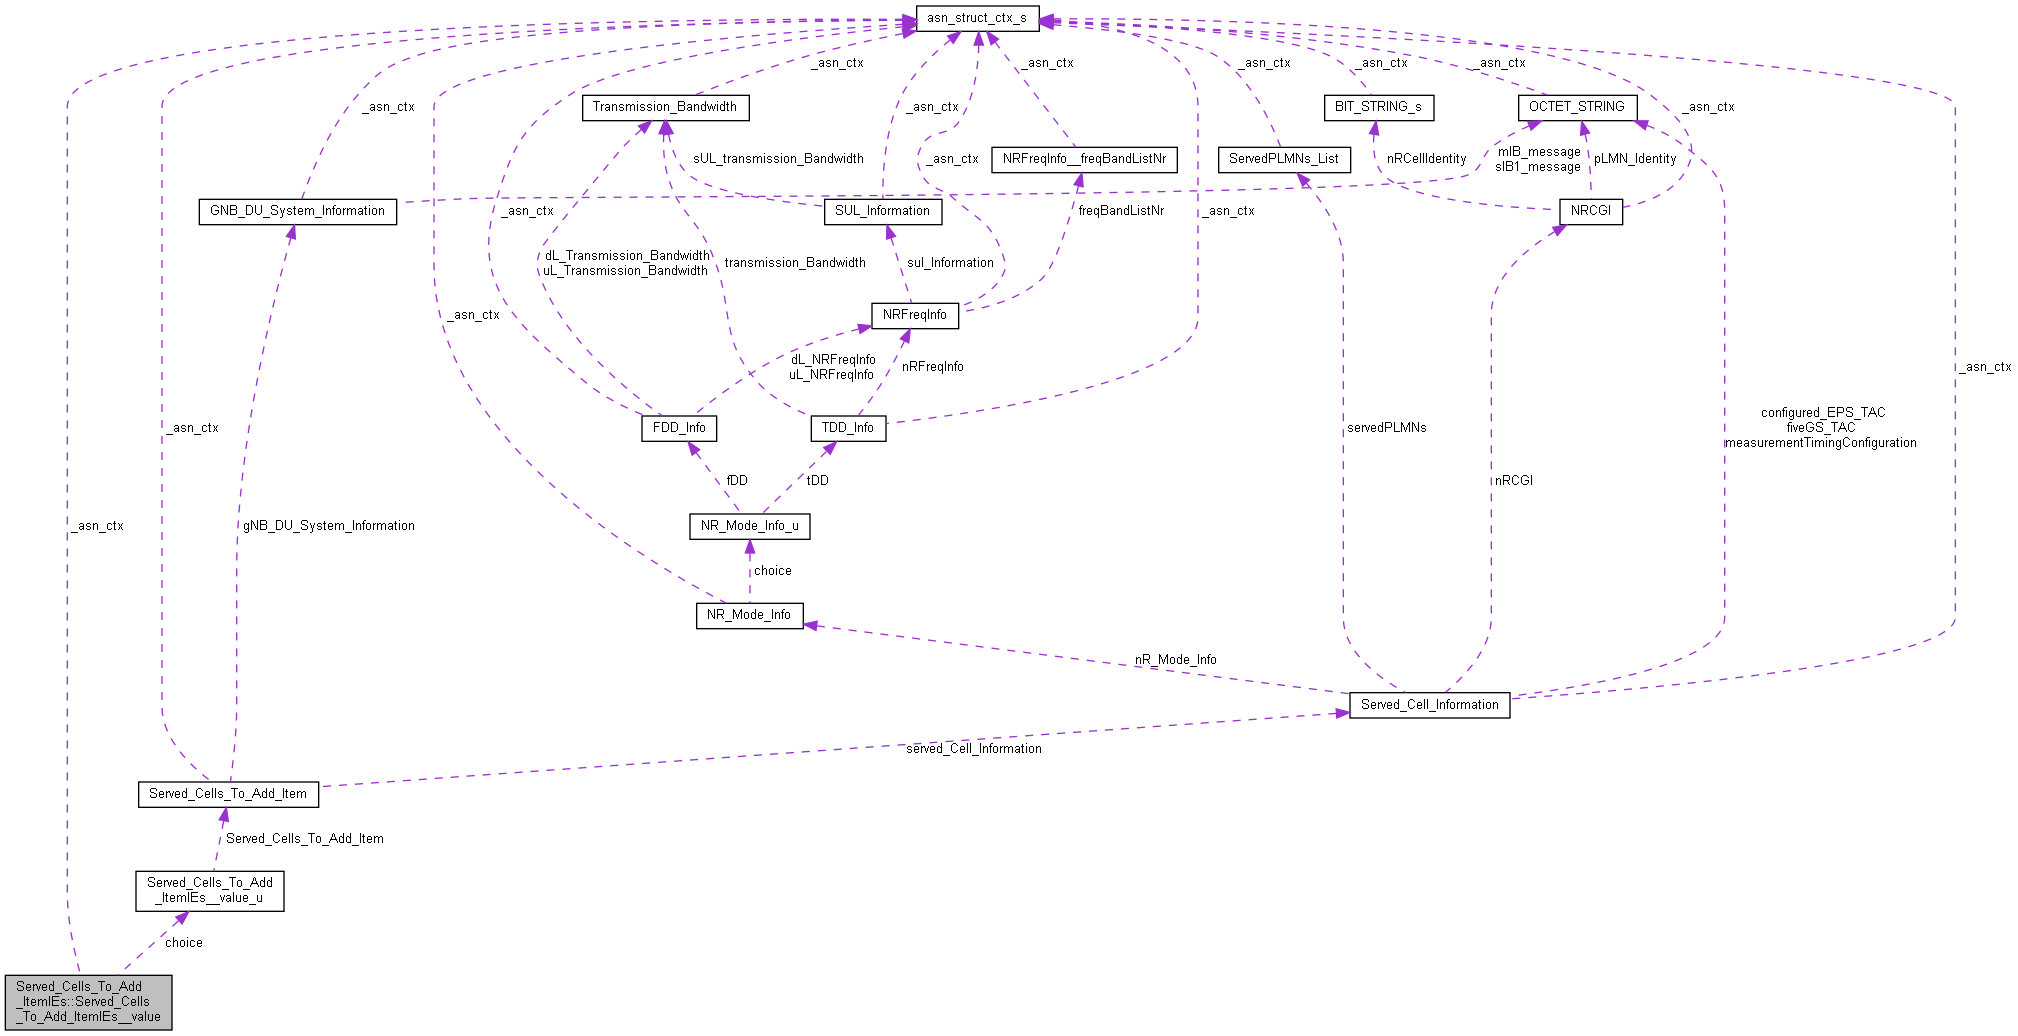 asn_struct_ctx_s
_asn_ctx
_asn_ctx
_asn_ctx
_asn_ctx
_asn_ctx
Transmission_Bandwidth
_asn_ctx
_asn_ctx
BIT_STRING_s
OCTET_STRING
_asn_ctx
sUL_transmission_Bandwidth
_asn_ctx
NRFreqInfo__freqBandListNr
ServedPLMNs_List
nRCellIdentity
mIB_message
sIB1_message
pLMN_Identity
GNB_DU_System_Information
_asn_ctx
SUL_Information
freqBandListNr
_asn_ctx
NRCGI
dL_Transmission_Bandwidth
uL_Transmission_Bandwidth
transmission_Bandwidth
sul_Information
_asn_ctx
NRFreqInfo
dL_NRFreqInfo
uL_NRFreqInfo
nRFreqInfo
_asn_ctx
_asn_ctx
FDD_Info
TDD_Info
servedPLMNs
configured_EPS_TAC
fiveGS_TAC
measurementTimingConfiguration
fDD
tDD
nRCGI
_asn_ctx
gNB_DU_System_Information
NR_Mode_Info_u
choice
NR_Mode_Info
nR_Mode_Info
Served_Cell_Information
served_Cell_Information
Served_Cells_To_Add_Item
Served_Cells_To_Add_Item
Served_Cells_To_Add
_ItemIEs__value_u
choice
Served_Cells_To_Add
_ItemIEs::Served_Cells
_To_Add_ItemIEs__value